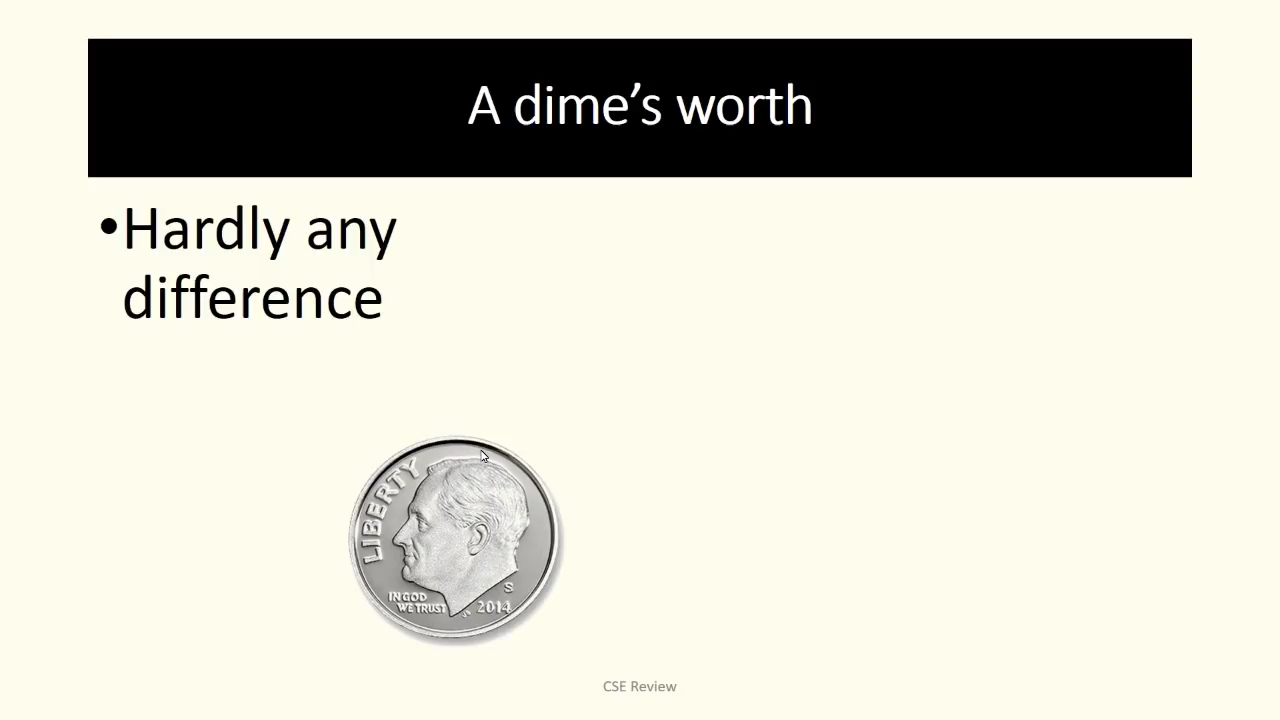 A dime’s worth
•Hardly any
difference
LIBERTY
IN GOD
WE TRUST
S
2014
CSE Review